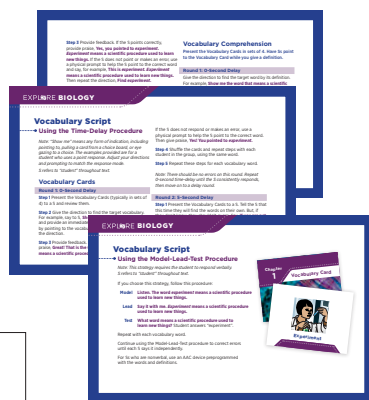 Step 5 Provide feedback. If the S points correctly,
provide praise. Yes, you pointed to experiment.
Experiment means a scientific procedure used to learn
new things. If the S does not point or makes an error, use
a physical prompt to help the S point to the correct word
and say, for example, This is experiment. Experiment
means a scientific procedure used to learn new things.
Then repeat the direction, Find experiment.
Vocabulary Comprehension
Present the Vocabulary Cards in sets of 4. Have S point
to the Vocabulary Card while you give a definition.
Round 1: 0-Second Delay
Give the direction to find the target word by its definition.
For example, Show me the word that means a scientific
EXPLORE BIOLOGY
Vocabulary Script
Using the Time-Delay Procedure
Note: "Show me" means any form of indication, including
pointing to, pulling from a choice board, or eye
gazing to a choice. The examples provided are for a
student who uses a point response. Adjust your directions
and prompting to match the response mode.
S refers to "student" throughout text.
Vocabulary Cards
Round 1: 0-Second Delay
Step 1 Present the Vocabulary Cards (typically in sets of
4) to a S and review them.
Step 2 Give the direction to find the target vocabulary.
For example, say to S, Sh
by pointing to the vocab
the direction.
Step 3 Provide feedback.
praise. Great! That is the
means a scientific proce
If the S does not respond or makes an error, use a
physical prompt to help the S point to the correct word.
Then give praise. Yes! You pointed to experiment.
Step 4 Shuffle the cards and repeat steps with each
student in the group, using the same word.
Step 5 Repeat these steps for each vocabulary word.
Note: There should be no errors on this round. Repeat
0-second time-delay until the S consistently responds,
then move on to a delay round.
Round 2: 5-Second Delay
Step 1 Present the Vocabulary Cards to a S. Tell the S that
this time they will find the words on their own. But, if
EXPLORE BIOLOGY
Vocabulary Script
Using the Model-Lead-Test Procedure
Note: This strategy requires the student to respond verbally.
S refers to "student" throughout text.
If you choose this strategy, follow this procedure:
Model Listen. The word experiment means a scientific procedure
used to learn new things.
Lead Say it with me. Experiment means a scientific procedure
used to learn new things.
Test What word means a scientific procedure used to
learn new things? Student answers "experiment".
Repeat with each vocabulary word.
Continue using the Model-Lead-Test procedure to correct errors
until each S says it independently.
For Ss who are nonverbal, use an AAC device preprogrammed
with the words and definitions.
Chapter
1
Vocabulary Card
Experiment